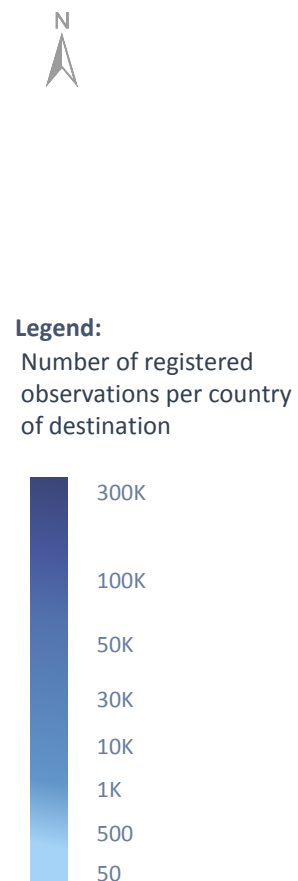 N
Legend:
Number of registered
observations per country
of destination
300K
100K
50K
30K
10K
1K
500
50